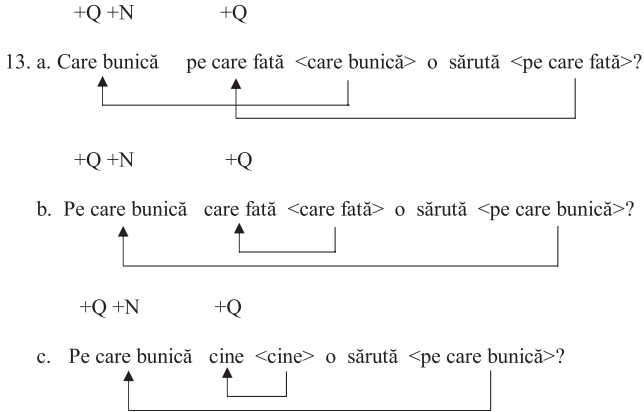 +Q +N +Q
13. a. Care bunică pe care fată <care bunică> o sărută <pe care fată>?
+Q +N +Q
b. Pe care bunică care fată <care fată> o sărută <pe care bunică>?
+Q +N +Q
c. Pe care bunică cine <cine> o sărută <pe care bunică>?